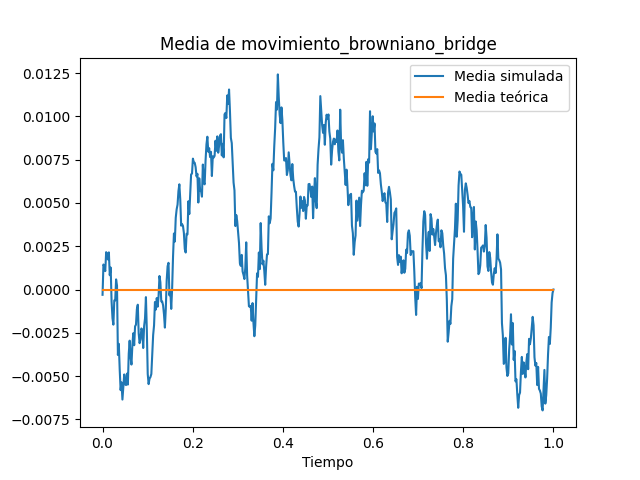 Media de movimiento_browniano_bridge
Media simulada
Media teórica
0.0125
0.0100
0.0075
0.0050
0.0025
0.0000
−0.0025
−0.0050
−0.0075
0.0 0.2 0.4 0.6 0.8 1.0
Tiempo